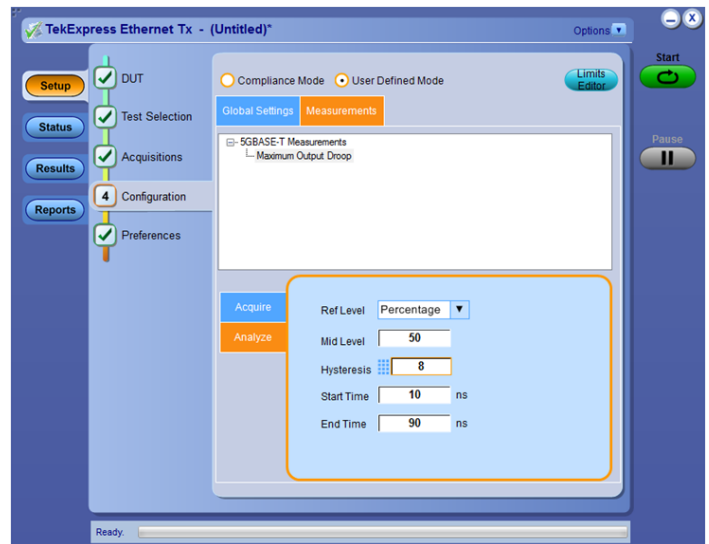 TekExpress Ethernet Tx - (Untitled)*
Options
Start
Setup
DUT
Compliance Mode
User Defined Mode
Limits
Editor
Status
Test Selection
Global Settings
Measurements
Pause
5GBASE-T Measurements
Maximum Output Droop
Acquisitions
Results
4
Configuration
Reports
Preferences
Acquire
Analyze
Ref Level
Percentage
Mid Level
50
Hysteresis
8
Start Time
10
ns
End Time
90
ns
Ready.